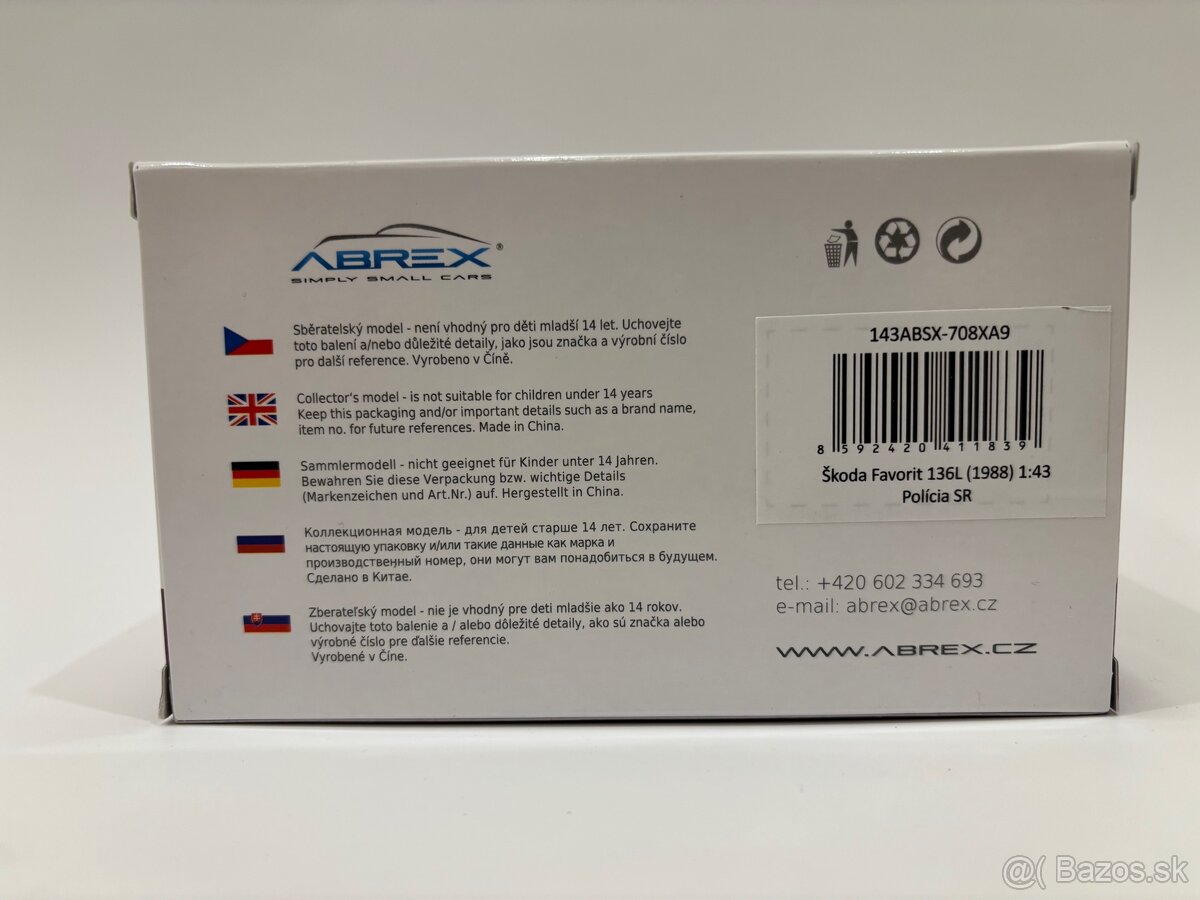 ABREX®
SIMPLY SMALL CARS
Sběratelský model - není vhodný pro děti mladší 14 let. Uchovejte
toto balení a/nebo důležité detaily, jako jsou značka a výrobní číslo
pro další reference. Vyrobeno v Číně.
Collector's model - is not suitable for children under 14 years
Keep this packaging and/or important details such as a brand name,
item no. for future references. Made in China.
Sammlermodell - nicht geeignet für Kinder unter 14 Jahren.
Bewahren Sie diese Verpackung bzw. wichtige Details
(Markenzeichen und Art.Nr.) auf. Hergestellt in China.
Коллекционная модель - для детей старше 14 лет. Сохраните
настоящую упаковку и/или такие данные как марка и
производственный номер, они могут вам понадобиться в будущем.
Сделано в Китае.
Zberateľský model - nie je vhodný pre deti mladšie ako 14 rokov.
Uchovajte toto balenie a / alebo dôležité detaily, ako sú značka alebo
výrobné číslo pre ďalšie referencie.
Vyrobené v Číne.
143ABSX-708XA9
8 592420 411839
Škoda Favorit 136L (1988) 1:43
Polícia SR
tel.: +420 602 334 693
e-mail: abrex@abrex.cz
WWW.ABREX.CZ
@( Bazos.sk